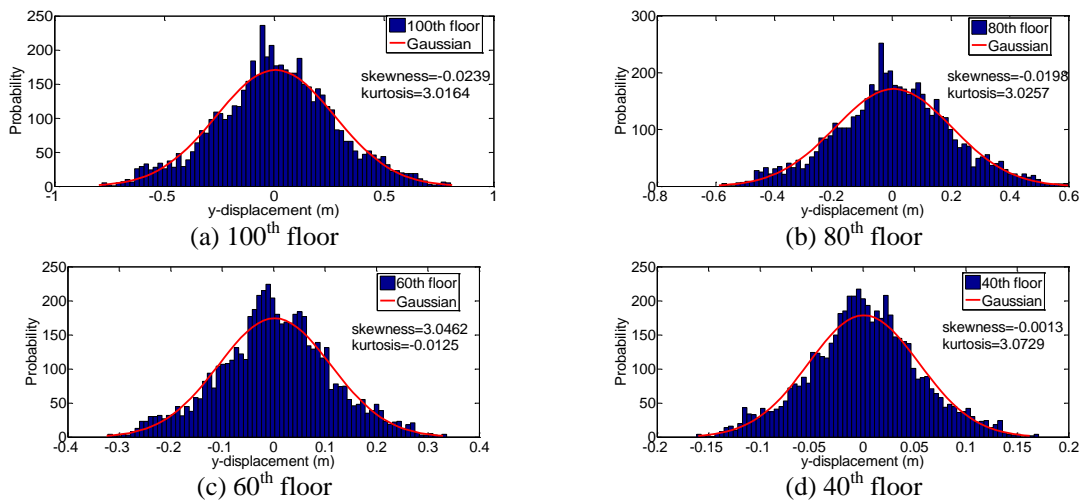 250
200
150
100
50
0
Probability
-1
-0.5
0
0.5
1
y-displacement (m)
100th floor
Gaussian
skewness=-0.0239
kurtosis=3.0164
(a) 100th floor
300
200
100
0
Probability
-0.8
-0.6
-0.4
-0.2
0
0.2
0.4
0.6
y-displacement (m)
80th floor
Gaussian
skewness=-0.0198
kurtosis=3.0257
(b) 80th floor
250
200
150
100
50
0
Probability
-0.4
-0.3
-0.2
-0.1
0
0.1
0.2
0.3
0.4
y-displacement (m)
60th floor
Gaussian
skewness=3.0462
kurtosis=-0.0125
(c) 60th floor
250
200
150
100
50
0
Probability
-0.2
-0.15
-0.1
-0.05
0
0.05
0.1
0.15
0.2
y-displacement (m)
40th floor
Gaussian
skewness=-0.0013
kurtosis=3.0729
(d) 40th floor